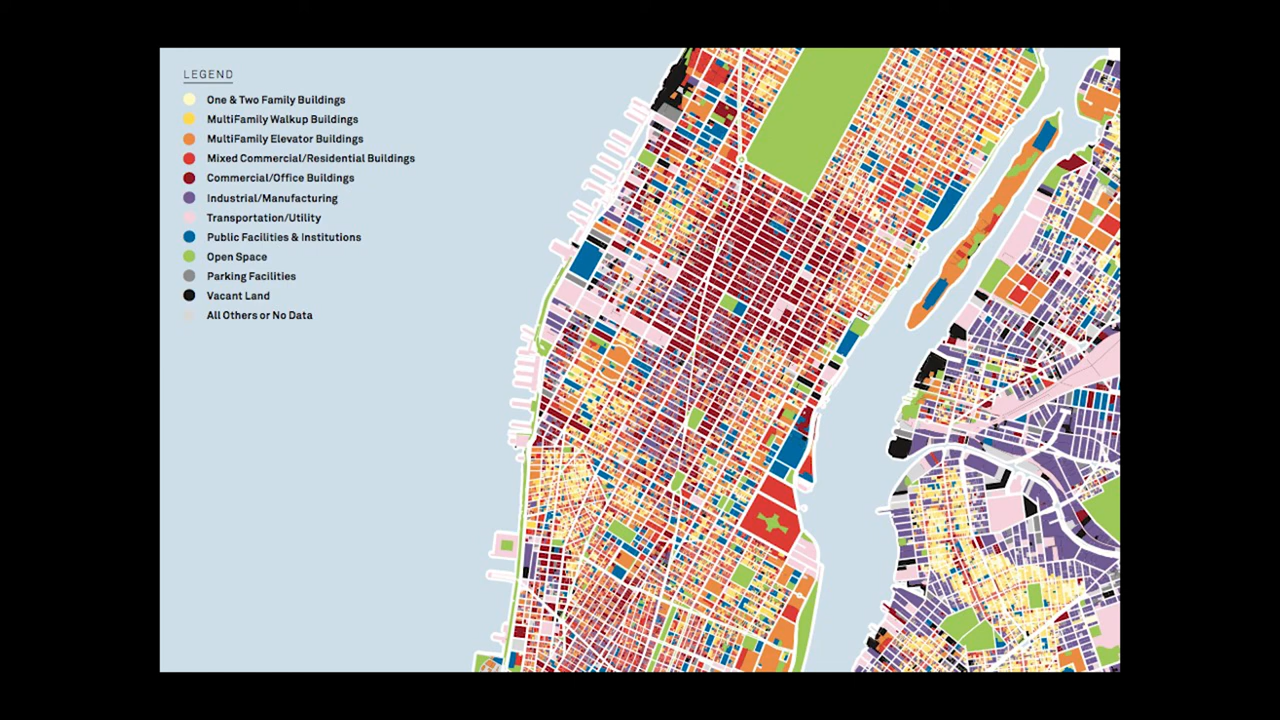 LEGEND
One & Two Family Buildings
MultiFamily Walkup Buildings
MultiFamily Elevator Buildings
Mixed Commercial/Residential Buildings
Commercial/Office Buildings
Industrial/Manufacturing
Transportation/Utility
Public Facilities & Institutions
Open Space
Parking Facilities
Vacant Land
All Others or No Data